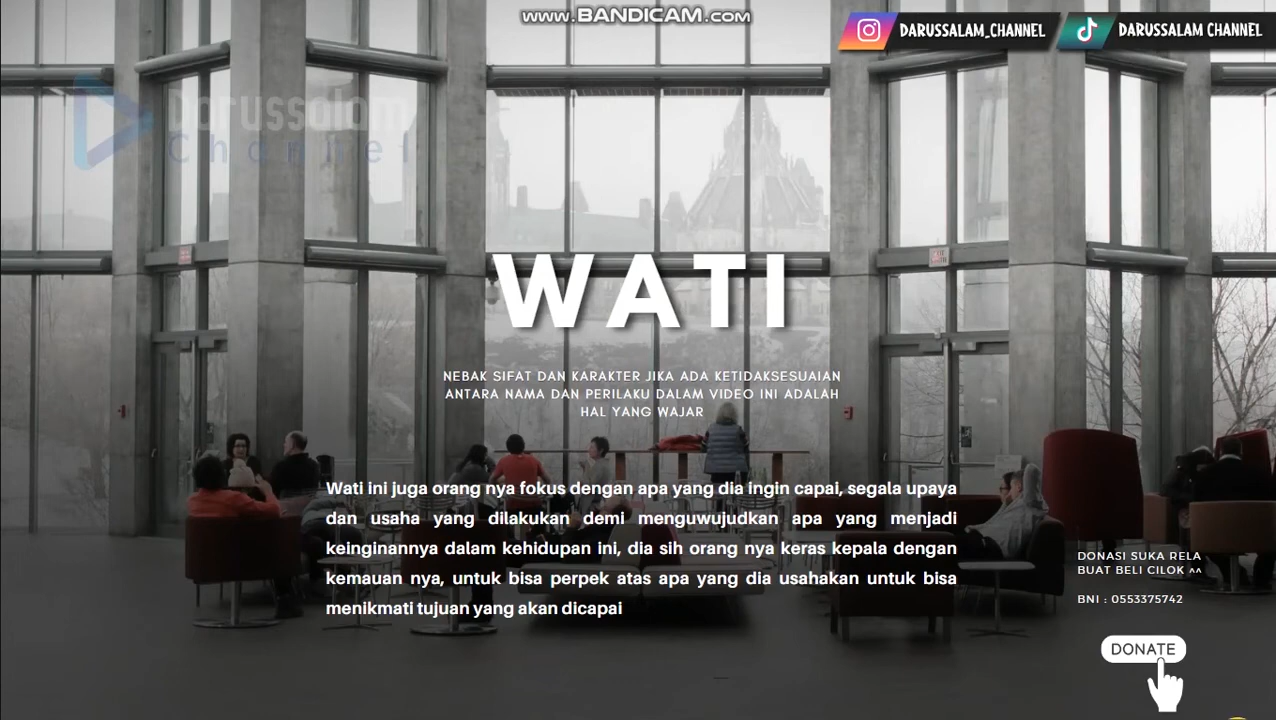 www.BANDICAM.com
DARUSSALAM_CHANNEL
DARUSSALAM CHANNEL
Darussalam
Channel
WATI
NEBAK SIFAT DAN KARAKTER JIKA ADA KETIDAKSESUAIAN
ANTARA NAMA DAN PERILAKU DALAM VIDEO INI ADALAH
HAL YANG WAJAR
Wati ini juga orang nya fokus dengan apa yang dia ingin capai, segala upaya
dan usaha yang dilakukan demi menguwujudkan apa yang menjadi
keinginannya dalam kehidupan ini, dia sih orang nya keras kepala dengan
kemauan nya, untuk bisa perpek atas apa yang dia usahakan untuk bisa
menikmati tujuan yang akan dicapai
DONASI SUKA RELA
BUAT BELI CILOK ^^
BNI : 0553375742
DONATE